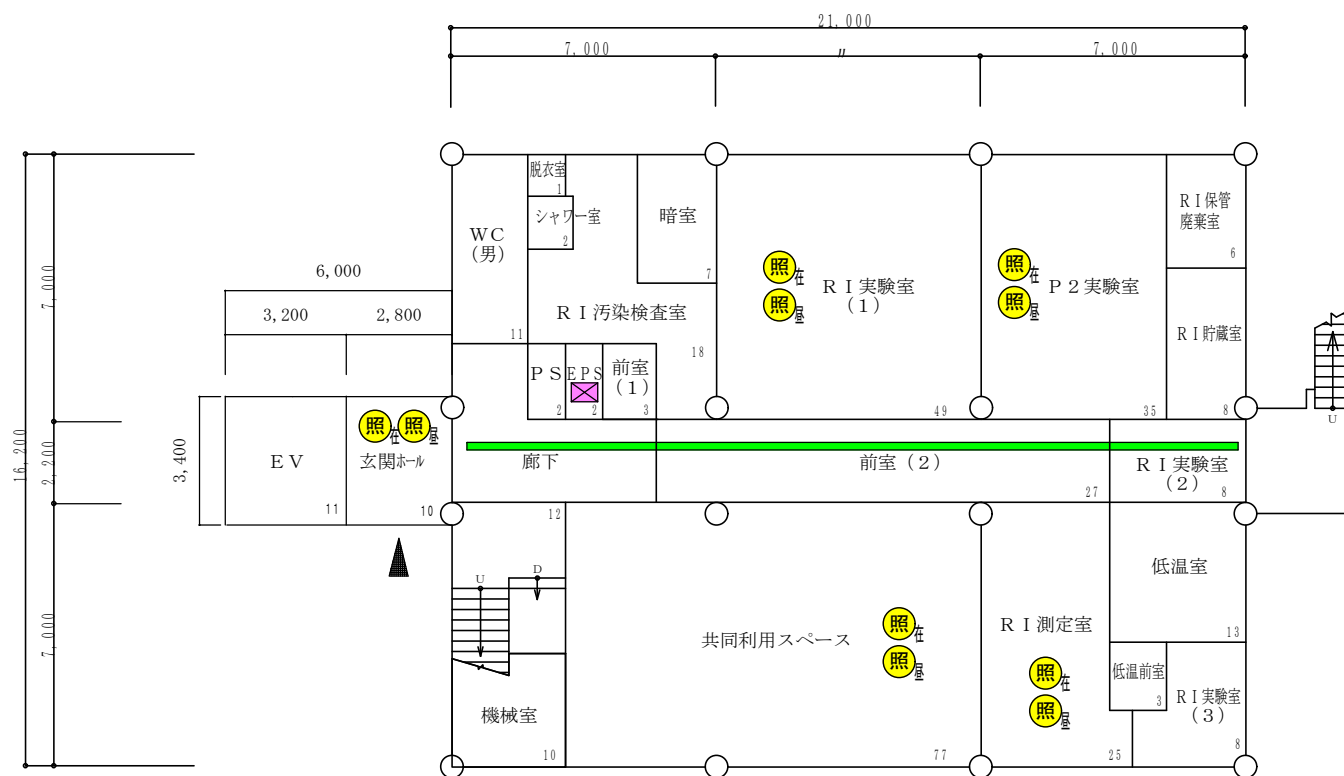 21,000
7,000
〃
7,000
脱衣室
1
シャワー室
2
WC
(男)
11
暗室
7
RI汚染検査室
18
RI実験室
(1)
照在
照昼
49
P2実験室
照在
照昼
35
RI保管
廃棄室
6
RI貯蔵室
8
U
7,000
16,200
2,200
7,000
6,000
3,200
2,800
3,400
PS
2
EPS
2
前室
(1)
3
EV
11
照在
照昼
玄関ホール
10
廊下
12
前室(2)
27
RI実験室
(2)
8
U
D
機械室
10
共同利用スペース
照在
照昼
77
RI測定室
照在
照昼
25
低温室
13
低温前室
3
RI実験室
(3)
8